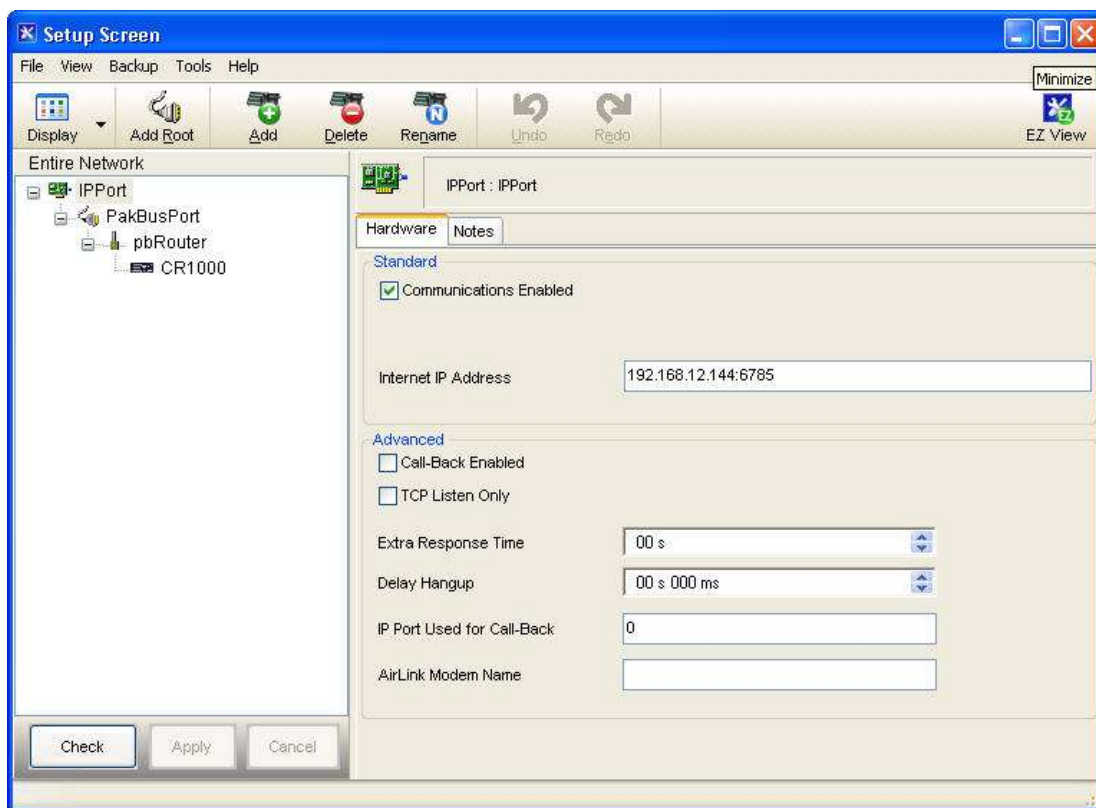 Setup Screen
File View Backup Tools Help
Minimize
Display Add Root Add Delete Rename Undo Redo EZ View
Entire Network
IPPort
PakBusPort
pbRouter
CR1000
IPPort : IPPort
Hardware Notes
Standard
Communications Enabled
Internet IP Address 192.168.12.144:6785
Advanced
Call-Back Enabled
TCP Listen Only
Extra Response Time 00 s
Delay Hangup 00 s 000 ms
IP Port Used for Call-Back 0
AirLink Modem Name
Check Apply Cancel